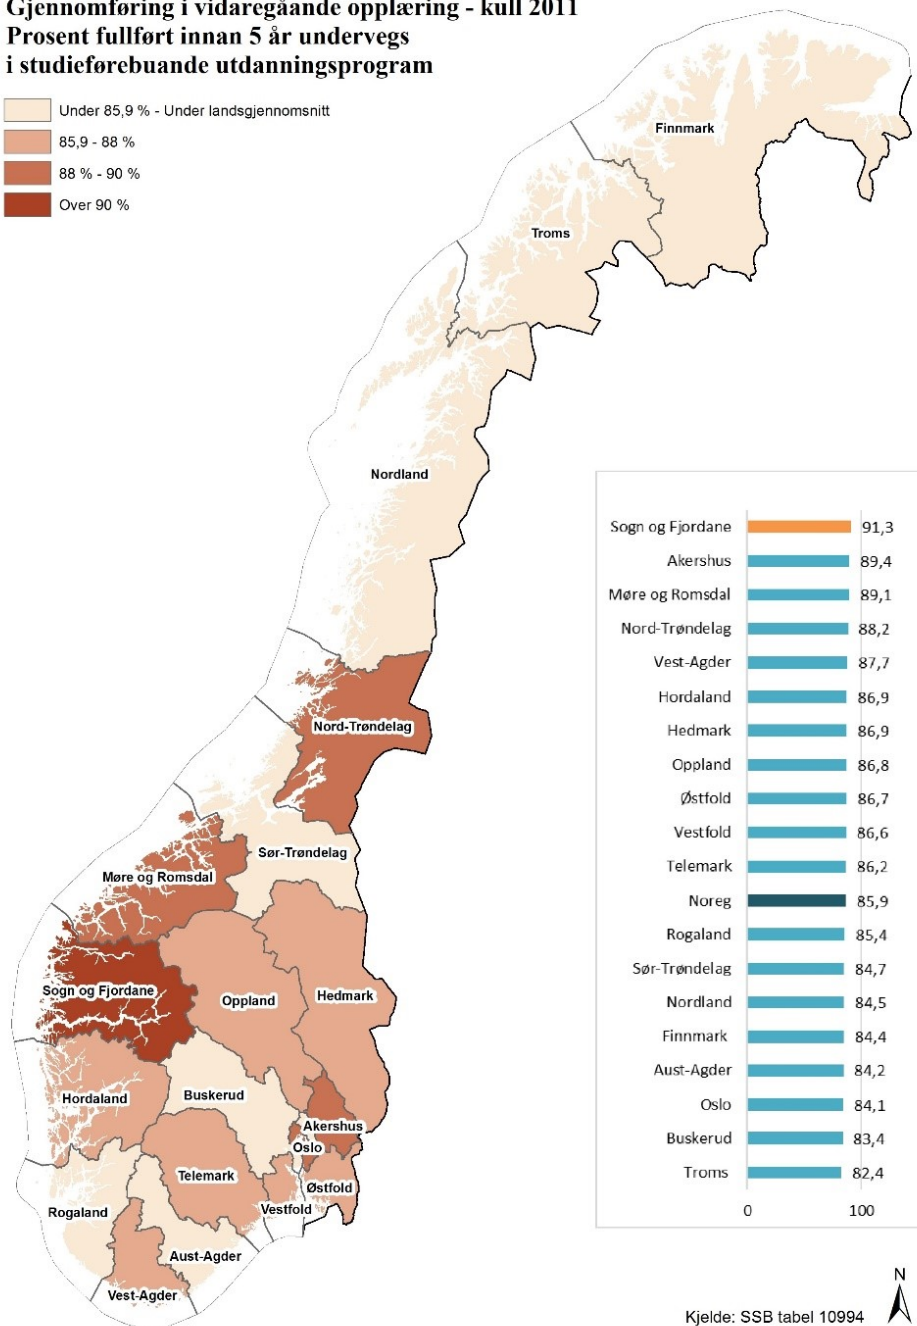 Gjennomføring i vidaregåande opplæring - kull 2011
Prosent fullført innan 5 år undervegs
i studieførebuande utdanningsprogram
Under 85,9 % - Under landsgjennomsnitt
85,9 - 88 %
88 % - 90 %
Over 90 %
Finnmark
Troms
Nordland
Nord-Trøndelag
Sør-Trøndelag
Møre og Romsdal
Sogn og Fjordane
Oppland
Hedmark
Hordaland
Buskerud
Akershus
Oslo
Telemark
Østfold
Rogaland
Vestfold
Aust-Agder
Vest-Agder
Sogn og Fjordane 91,3
Akershus 89,4
Møre og Romsdal 89,1
Nord-Trøndelag 88,2
Vest-Agder 87,7
Hordaland 86,9
Hedmark 86,9
Oppland 86,8
Østfold 86,7
Vestfold 86,6
Telemark 86,2
Noreg 85,9
Rogaland 85,4
Sør-Trøndelag 84,7
Nordland 84,5
Finnmark 84,4
Aust-Agder 84,2
Oslo 84,1
Buskerud 83,4
Troms 82,4
0 100
N
Kjelde: SSB tabel 10994